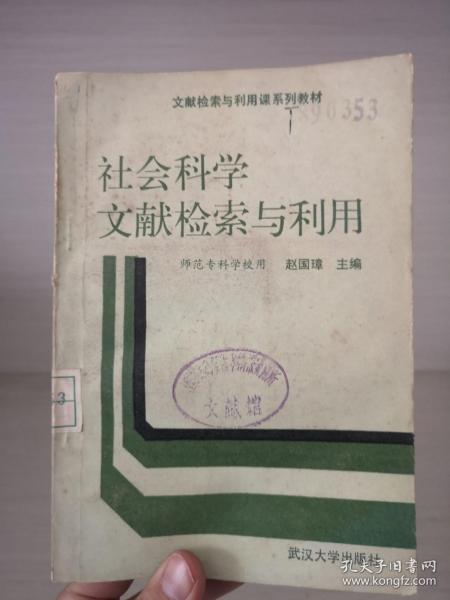 文献检索与利用课系列教材
90353
社会科学
文献检索与利用
师范专科学校用 赵国璋 主编
3
文献馆
武汉大学出版社
孔夫子旧书网
www.kongfz.com